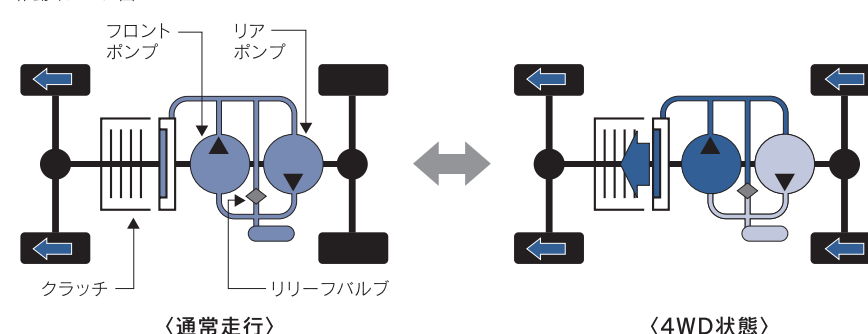 フロント
ポンプ
リア
ポンプ
クラッチ
リリーフバルブ
〈通常走行〉
〈4WD状態〉